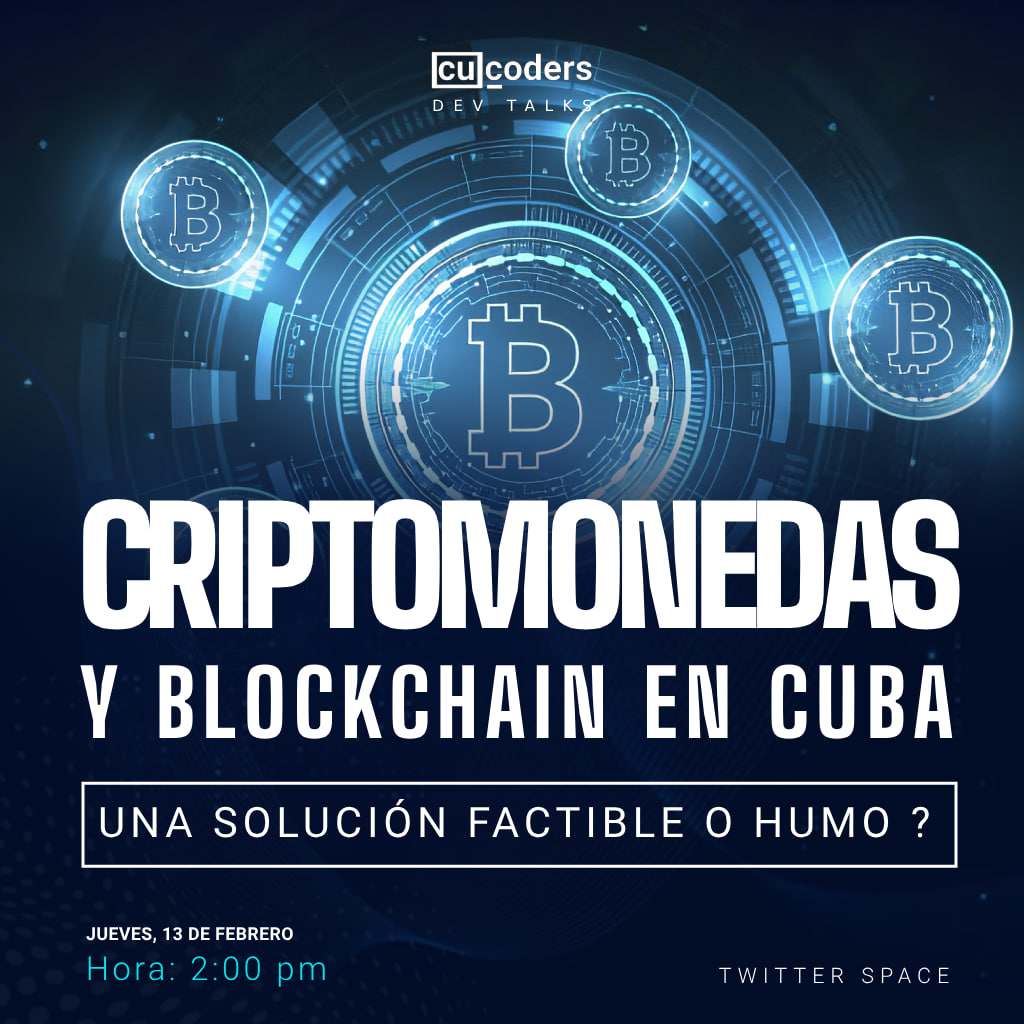 cu_coders
DEV TALKS
CRIPTOMONEDAS
Y BLOCKCHAIN EN CUBA
UNA SOLUCIÓN FACTIBLE O HUMO ?
JUEVES, 13 DE FEBRERO
Hora: 2:00 pm
TWITTER SPACE